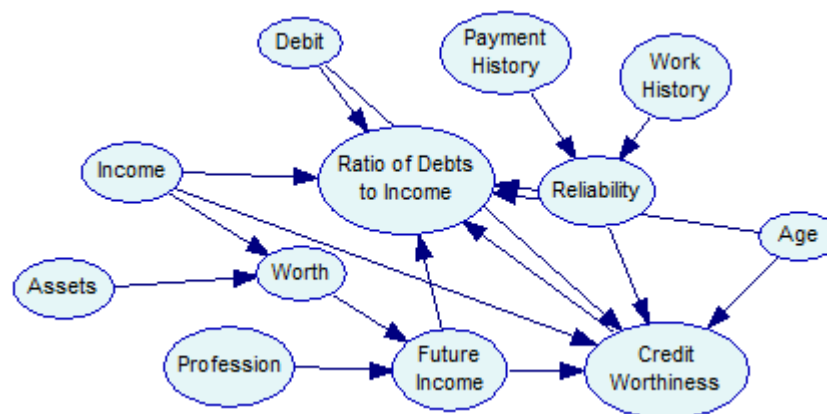 Debit
Payment
History
Work
History
Income
Ratio of Debts
to Income
Reliability
Age
Assets
Worth
Profession
Future
Income
Credit
Worthiness